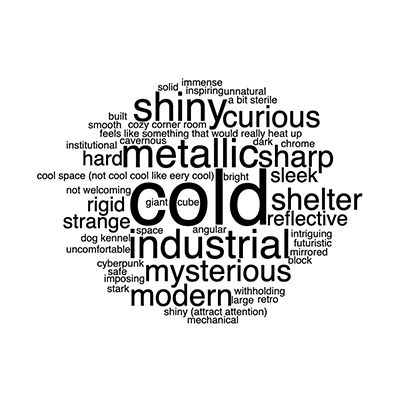 immense
solid
inspiring unnatural
shiny a bit sterile
built curious
smooth cozy corner room
feels like something that would really heat up
institutional cavernous dark chrome
hard metallic sharp
cool space (not cool cool like eery cool) bright sleek
not welcoming cold
rigid giant cube shelter
strange space angular reflective
dog kennel industrial intriguing
uncomfortable futuristic
mirrored
cyberpunk mysterious block
safe
imposing
stark modern withholding
large retro
shiny (attract attention)
mechanical